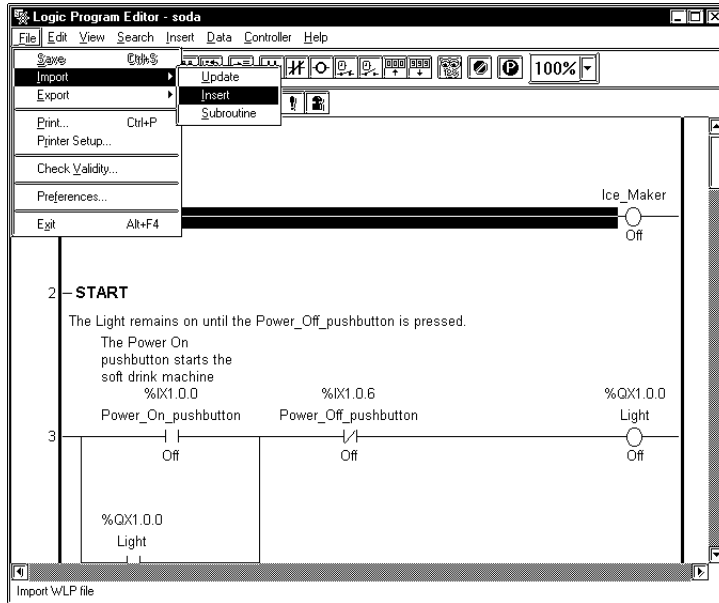 Logic Program Editor - soda
File Edit View Search Insert Data Controller Help
Save Ctrl+S
Import
Export
Print... Ctrl+P
Printer Setup...
Check Validity...
Preferences...
Exit Alt+F4
Update
Insert
Subroutine
100%
Ice_Maker
Off
2 START
The Light remains on until the Power_Off_pushbutton is pressed.
The Power On
pushbutton starts the
soft drink machine
%IX1.0.0 %IX1.0.6 %QX1.0.0
Power_On_pushbutton Power_Off_pushbutton Light
3
Off Off Off
%QX1.0.0
Light
Import WLP file